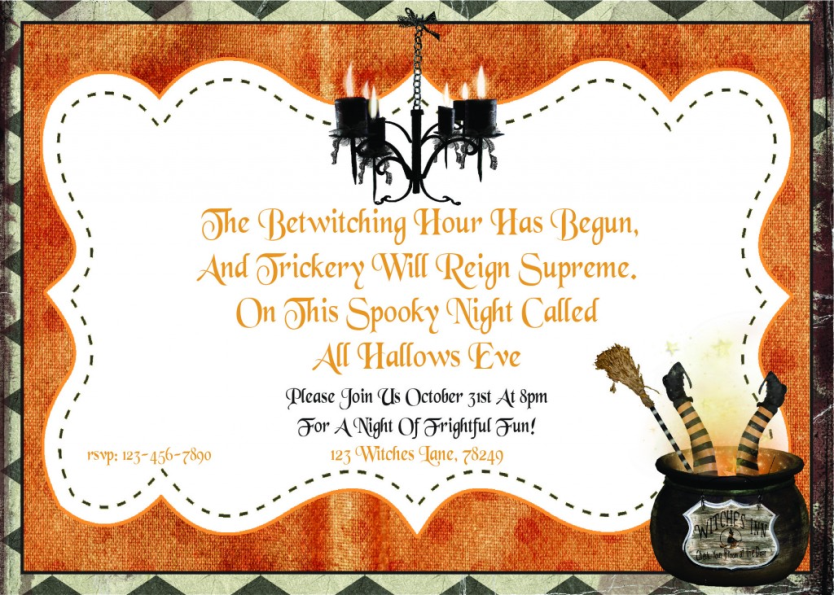 The Betwitching Hour Has Begun,
And Trickery Will Reign Supreme.
On This Spooky Night Called
All Hallows Eve
Please Join Us October 31st At 8pm
For A Night Of Frightful Fun!
rsvp: 123-456-7890
123 Witches Lane, 78249
WITCHES INN